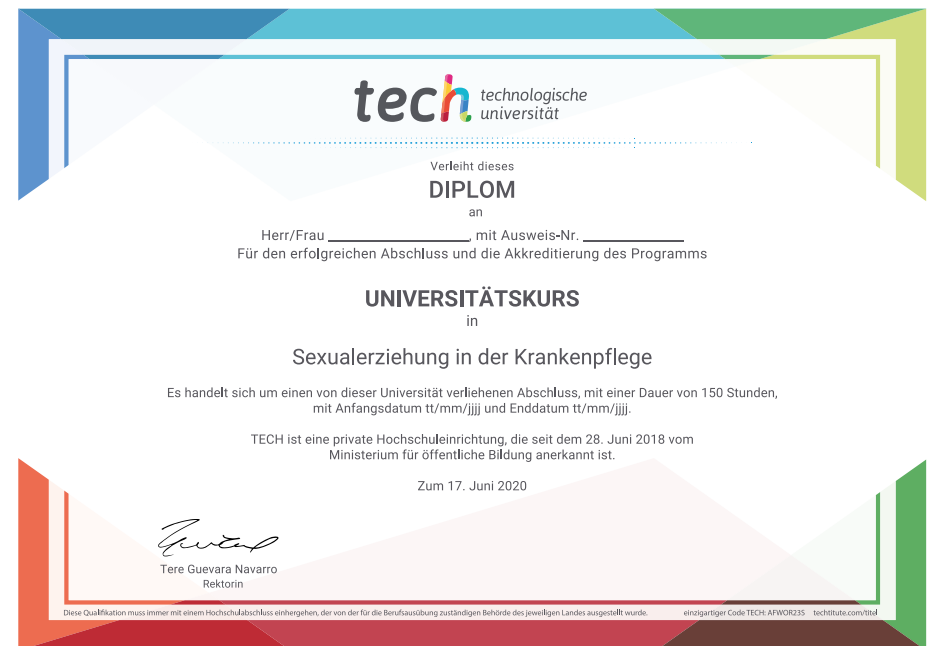 tech technologische
universität
Verleiht dieses
DIPLOM
an
Herr/Frau ______________, mit Ausweis-Nr. ______________
Für den erfolgreichen Abschluss und die Akkreditierung des Programms
UNIVERSITÄTSKURS
in
Sexualerziehung in der Krankenpflege
Es handelt sich um einen von dieser Universität verliehenen Abschluss, mit einer Dauer von 150 Stunden,
mit Anfangsdatum tt/mm/jjjj und Enddatum tt/mm/jjjj.
TECH ist eine private Hochschuleinrichtung, die seit dem 28. Juni 2018 vom
Ministerium für öffentliche Bildung anerkannt ist.
Zum 17. Juni 2020
Tere Guevara Navarro
Rektorin
Diese Qualifikation muss immer mit einem Hochschulabschluss einhergehen, der von der für die Berufsausübung zuständigen Behörde des jeweiligen Landes ausgestellt wurde. einzigartiger Code TECH: AFWOR23S techtitute.com/titel